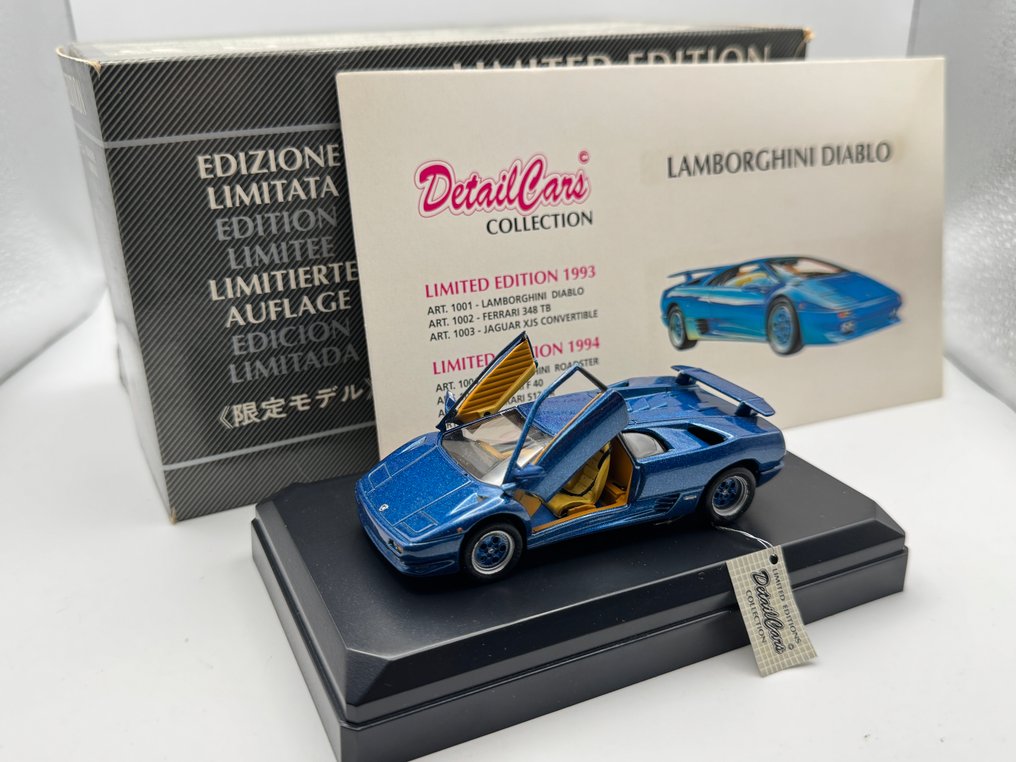 LIMITED EDITION
EDIZIONE
LIMITATA
EDITION
LIMITEE
LIMITIERTE
AUFLAGE
EDICION
LIMITADA
《限定モデル》
DetailCars©
COLLECTION
LIMITED EDITION 1993
ART. 1001 - LAMBORGHINI DIABLO
ART. 1002 - FERRARI 348 TB
ART. 1003 - JAGUAR XJS CONVERTIBLE
LIMITED EDITION 1994
ROADSTER
LAMBORGHINI DIABLO
LIMITED EDITIONS
DetailCars©
COLLECTION